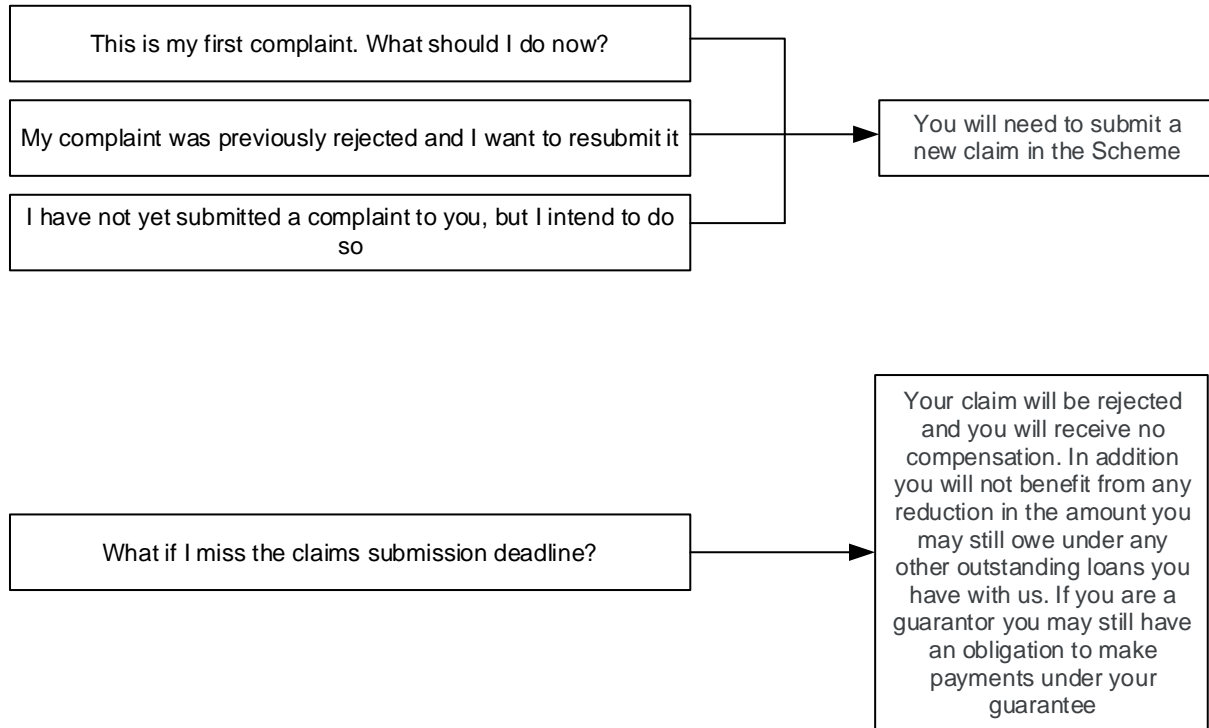 This is my first complaint. What should I do now?
My complaint was previously rejected and I want to resubmit it
I have not yet submitted a complaint to you, but I intend to do
so
You will need to submit a
new claim in the Scheme
What if I miss the claims submission deadline?
Your claim will be rejected
and you will receive no
compensation. In addition
you will not benefit from any
reduction in the amount you
may still owe under any
other outstanding loans you
have with us. If you are a
guarantor you may still have
an obligation to make
payments under your
guarantee